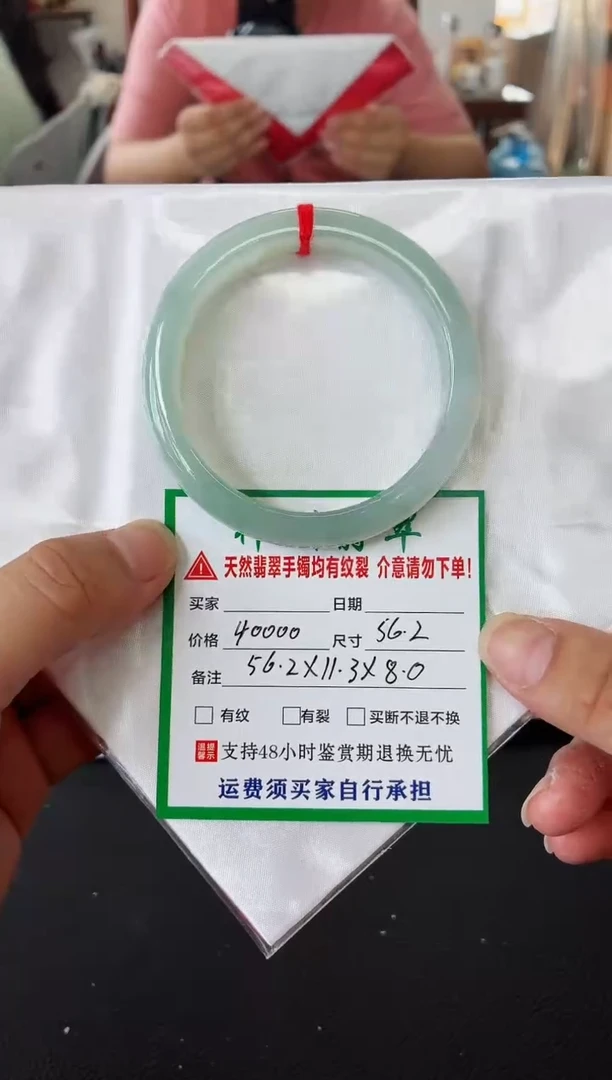 翡翠
天然翡翠手镯均有纹裂 介意请勿下单!
买家 日期
价格 40000 尺寸 56.2
备注 56.2X11.3X8.0
有纹 有裂 买断不退不换
温馨提示 支持48小时鉴赏期退换无忧
运费须买家自行承担